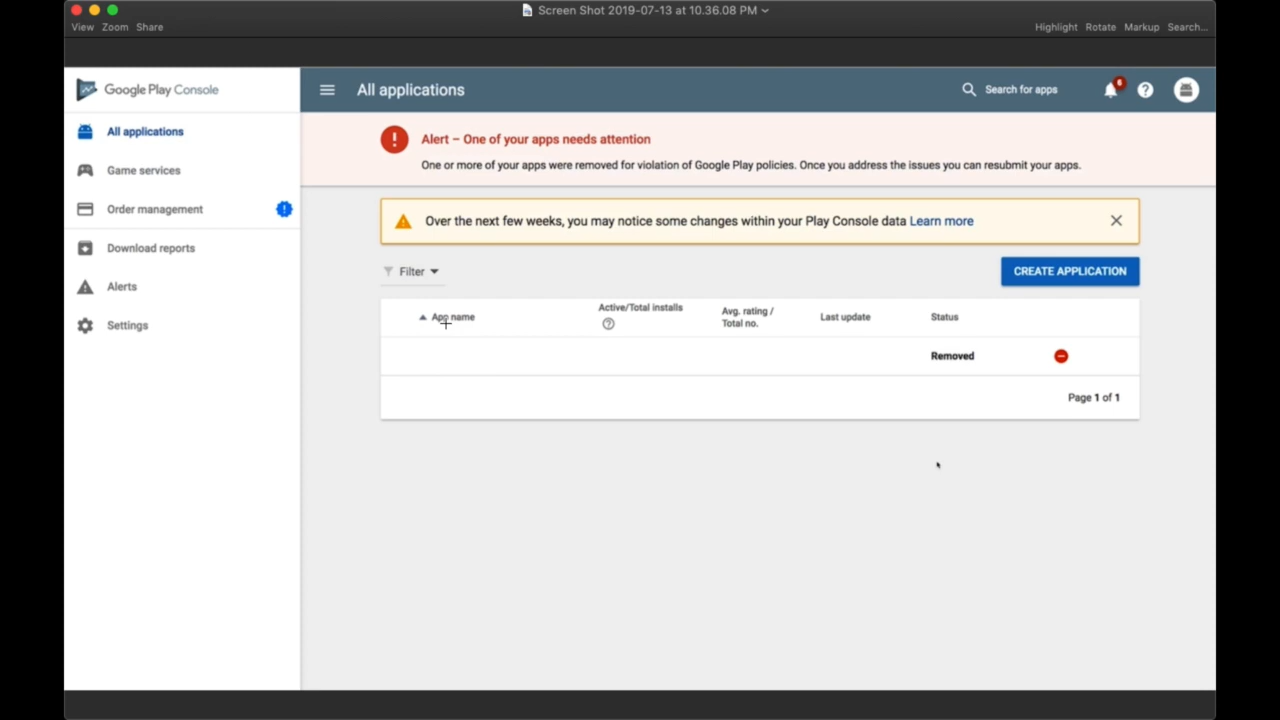 Screen Shot 2019-07-13 at 10.36.08 PM
View Zoom Share
Highlight Rotate Markup Search...
Google Play Console
All applications
Search for apps
6
All applications
Game services
Order management
Download reports
Alerts
Settings
Alert – One of your apps needs attention
One or more of your apps were removed for violation of Google Play policies. Once you address the issues you can resubmit your apps.
Over the next few weeks, you may notice some changes within your Play Console data Learn more
Filter
CREATE APPLICATION
App name
Active/Total installs
Avg. rating /
Total no.
Last update
Status
Removed
Page 1 of 1